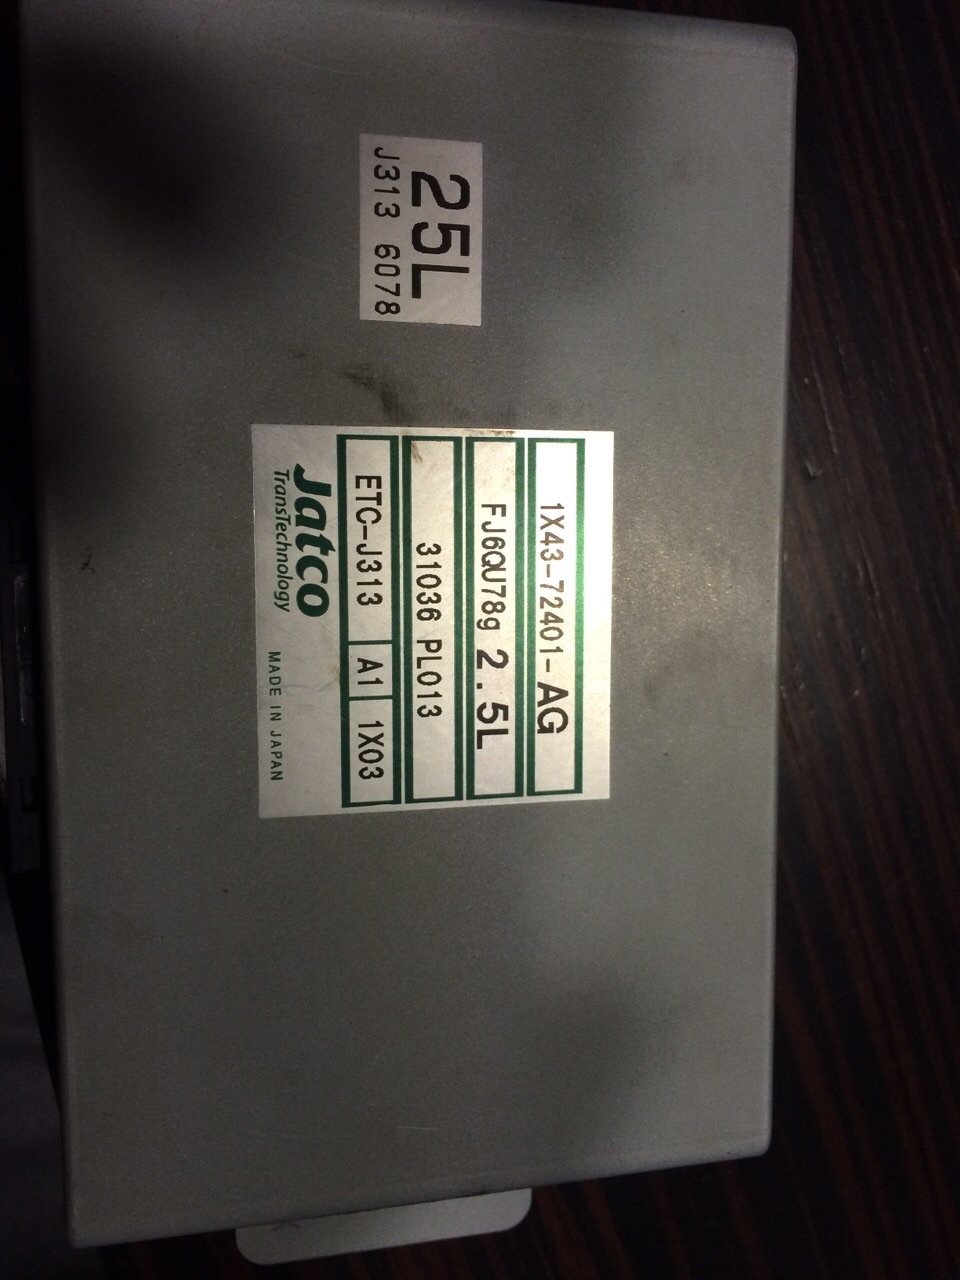 25L
J313 6078
1X43-72401-AG
FJ6QU78g 2.5L
31036 PL013
ETC-J313 A1 1X03
Jatco
TransTechnology
MADE IN JAPAN